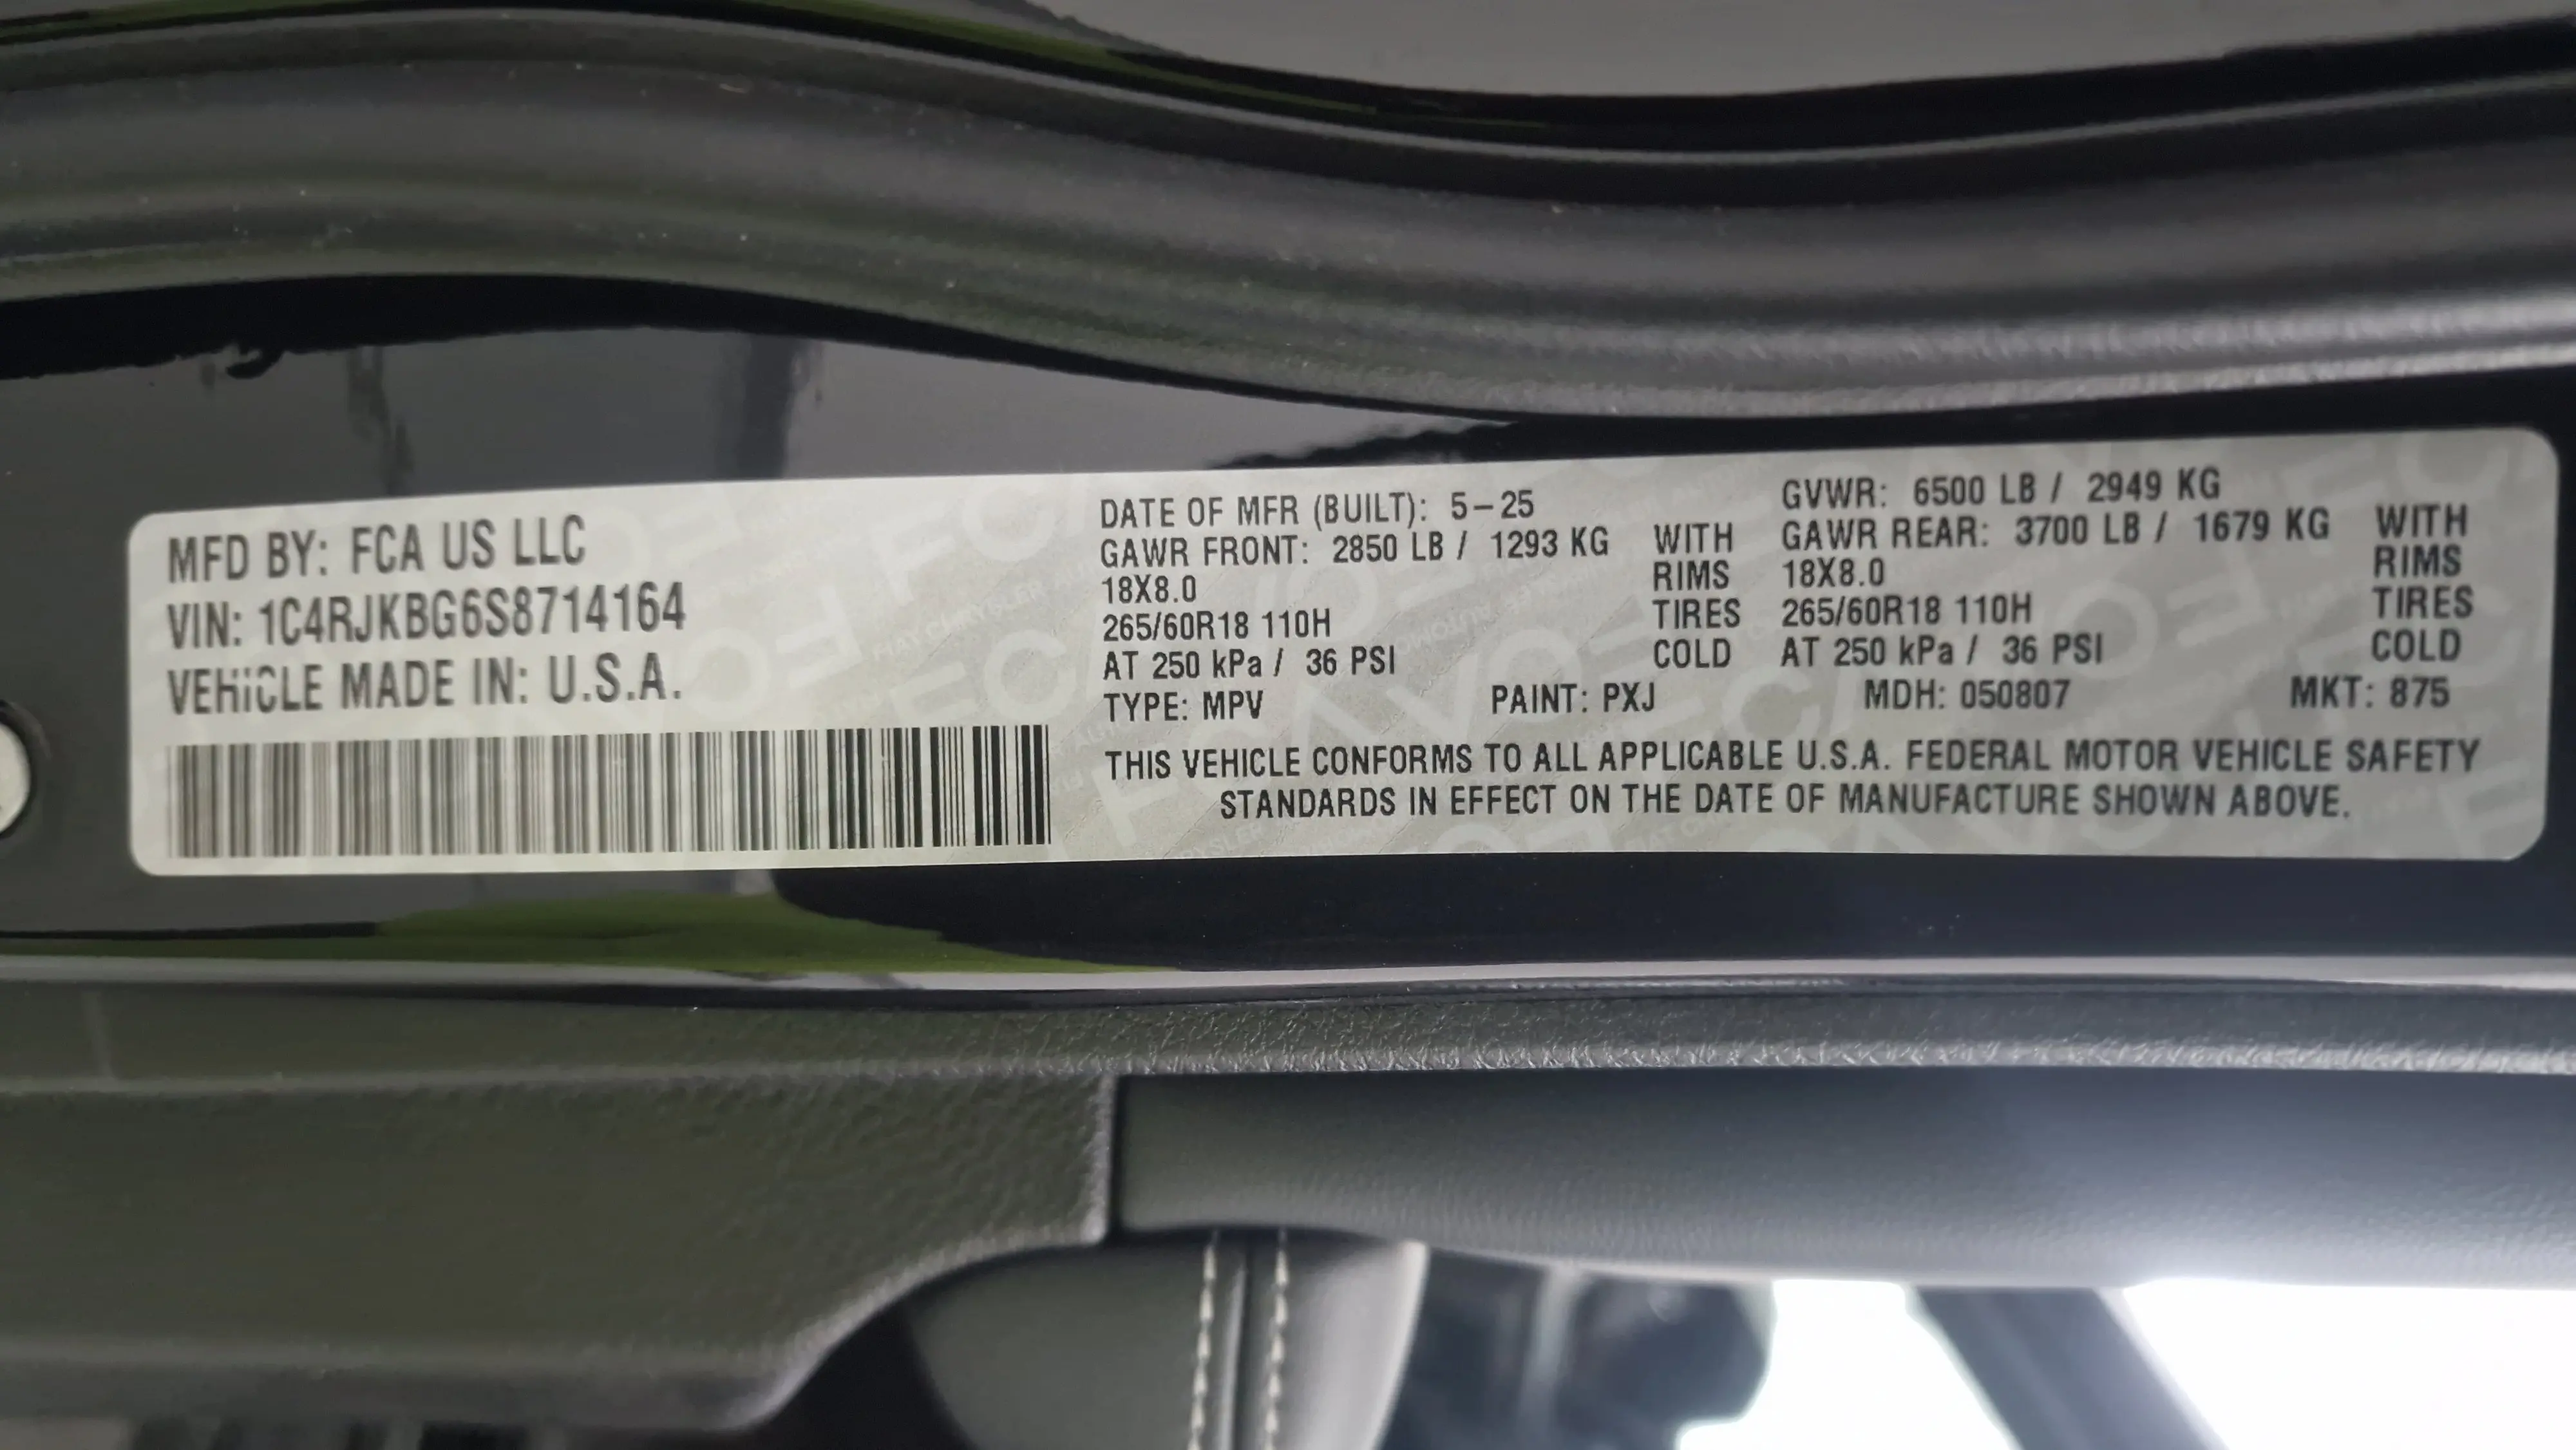 MFD BY: FCA US LLC
VIN: 1C4RJKBG6S8714164
VEHiCLE MADE IN: U.S.A.
DATE OF MFR (BUILT): 5-25
GAWR FRONT: 2850 LB / 1293 KG WITH
18X8.0 RIMS
265/60R18 110H TIRES
AT 250 kPa / 36 PSI COLD
GVWR: 6500 LB / 2949 KG
GAWR REAR: 3700 LB / 1679 KG WITH
18X8.0 RIMS
265/60R18 110H TIRES
AT 250 kPa / 36 PSI COLD
TYPE: MPV PAINT: PXJ MDH: 050807 MKT: 875
THIS VEHICLE CONFORMS TO ALL APPLICABLE U.S.A. FEDERAL MOTOR VEHICLE SAFETY
STANDARDS IN EFFECT ON THE DATE OF MANUFACTURE SHOWN ABOVE.